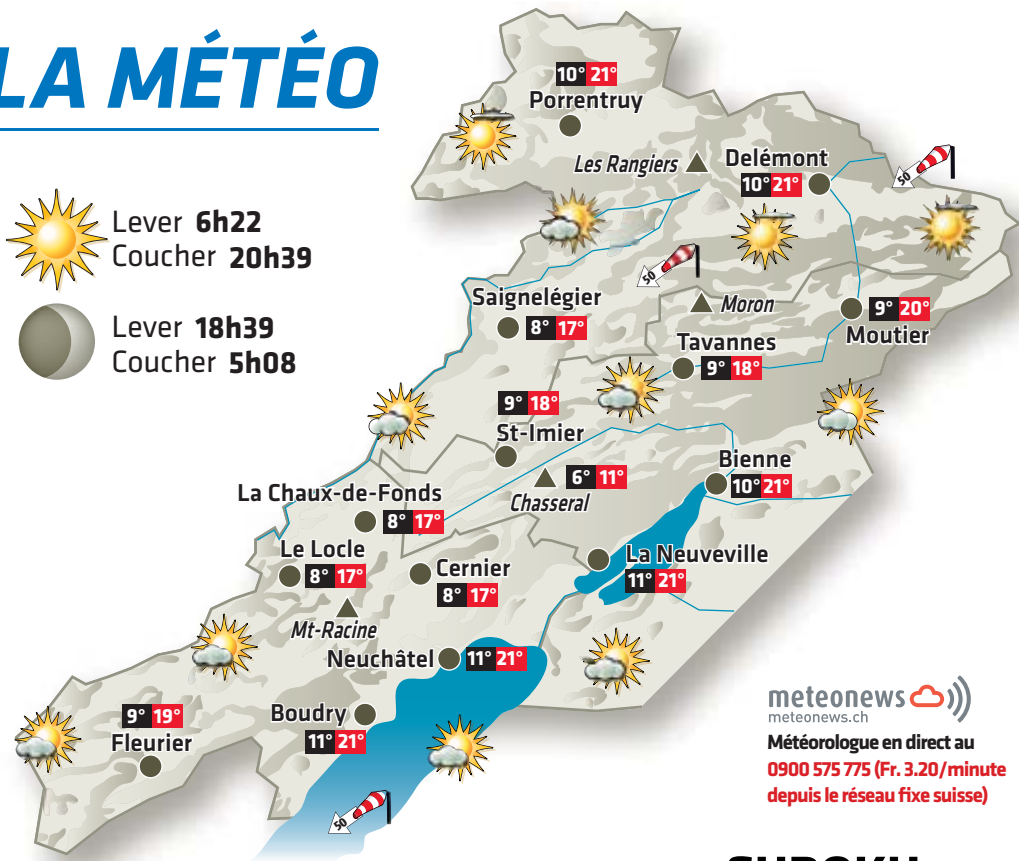 LA MÉTÉO
Lever 6h22
Coucher 20h39
Lever 18h39
Coucher 5h08
10° 21°
Porrentruy
Les Rangiers
Delémont
10° 21°
50
50
Saignelégier
8° 17°
Moron
9° 20°
Moutier
Tavannes
9° 18°
9° 18°
St-Imier
6° 11°
Chasseral
Bienne
10° 21°
La Chaux-de-Fonds
8° 17°
Le Locle
8° 17°
Cernier
8° 17°
La Neuveville
11° 21°
Mt-Racine
Neuchâtel 11° 21°
9° 19°
Fleurier
Boudry
11° 21°
50
meteonews
meteonews.ch
Météorologue en direct au
0900 575 775 (Fr. 3.20/minute
depuis le réseau fixe suisse)